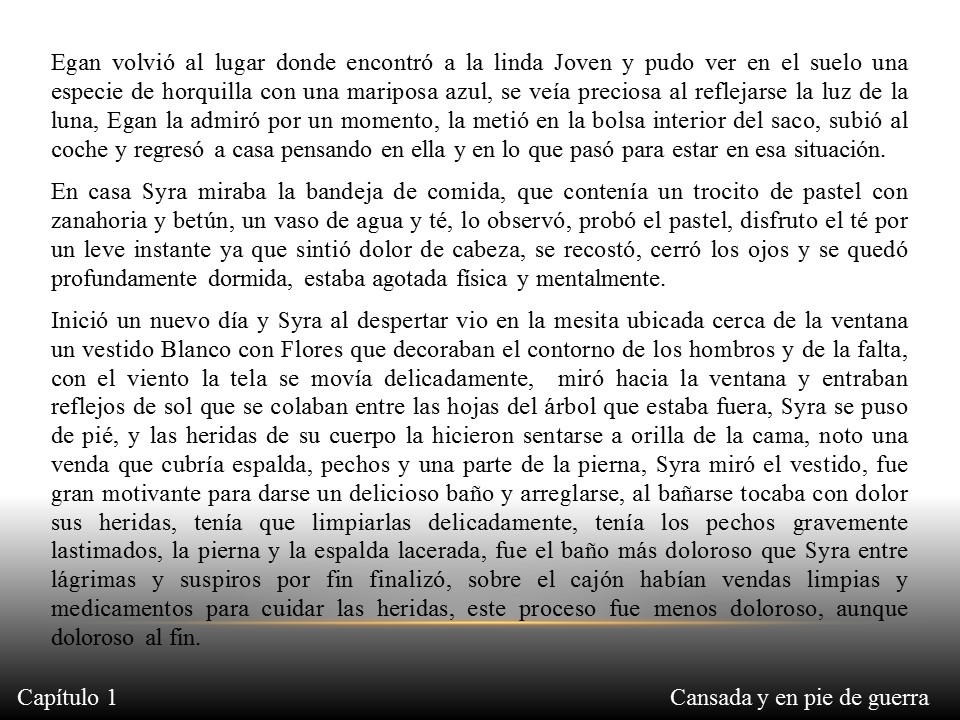 Egan volvió al lugar donde encontró a la linda Joven y pudo ver en el suelo una
especie de horquilla con una mariposa azul, se veía preciosa al reflejarse la luz de la
luna, Egan la admiró por un momento, la metió en la bolsa interior del saco, subió al
coche y regresó a casa pensando en ella y en lo que pasó para estar en esa situación.
En casa Syra miraba la bandeja de comida, que contenía un trocito de pastel con
zanahoria y betún, un vaso de agua y té, lo observó, probó el pastel, disfruto el té por
un leve instante ya que sintió dolor de cabeza, se recostó, cerró los ojos y se quedó
profundamente dormida, estaba agotada física y mentalmente.
Inició un nuevo día y Syra al despertar vio en la mesita ubicada cerca de la ventana
un vestido Blanco con Flores que decoraban el contorno de los hombros y de la falta,
con el viento la tela se movía delicadamente, miró hacia la ventana y entraban
reflejos de sol que se colaban entre las hojas del árbol que estaba fuera, Syra se puso
de pié, y las heridas de su cuerpo la hicieron sentarse a orilla de la cama, noto una
venda que cubría espalda, pechos y una parte de la pierna, Syra miró el vestido, fue
gran motivante para darse un delicioso baño y arreglarse, al bañarse tocaba con dolor
sus heridas, tenía que limpiarlas delicadamente, tenía los pechos gravemente
lastimados, la pierna y la espalda lacerada, fue el baño más doloroso que Syra entre
lágrimas y suspiros por fin finalizó, sobre el cajón habían vendas limpias y
medicamentos para cuidar las heridas, este proceso fue menos doloroso, aunque
doloroso al fin.
Capítulo 1
Cansada y en pie de guerra